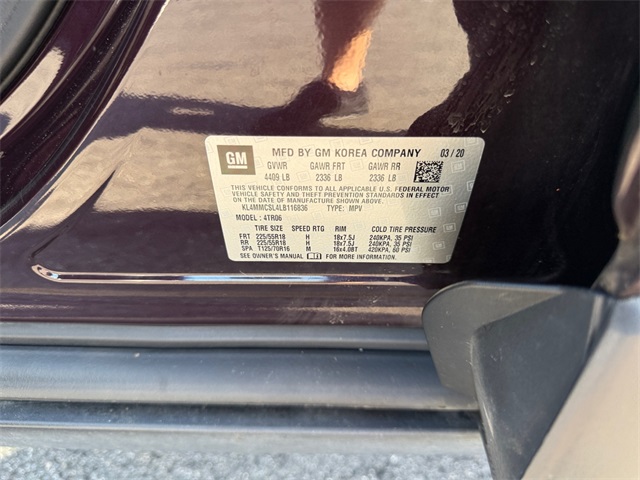 GM
MFD BY GM KOREA COMPANY 03 / 20
GVWR GAWR FRT GAWR RR
4409 LB 2336 LB 2336 LB
THIS VEHICLE CONFORMS TO ALL APPLICABLE U.S. FEDERAL MOTOR
VEHICLE SAFETY AND THEFT PREVENTION STANDARDS IN EFFECT ON
THE DATE OF MANUFACTURE SHOWN ABOVE.
KL4MMCSL4LB116836 TYPE: MPV
MODEL : 4TR06
TIRE SIZE SPEED RTG RIM COLD TIRE PRESSURE
FRT 225/55R18 H 18x7.5J 240KPA, 35 PSI
RR 225/55R18 H 18x7.5J 240KPA, 35 PSI
SPA T125/70R16 M 16x4.0BT 420KPA, 60 PSI
SEE OWNER'S MANUAL FOR MORE INFORMATION.